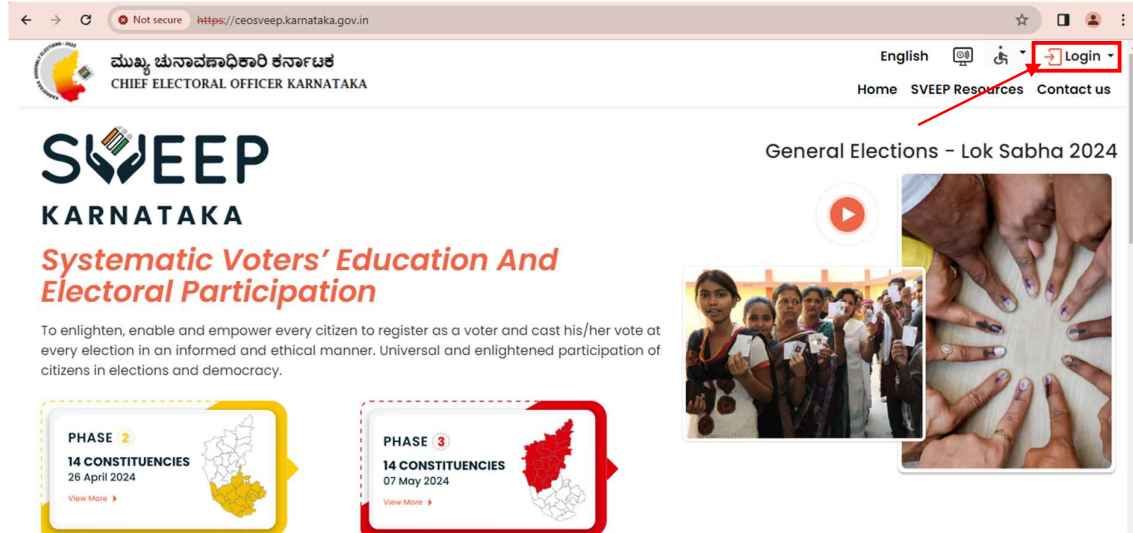 Not secure https://ceosveep.karnataka.gov.in
ಮುಖ್ಯ ಚುನಾವಣಾಧಿಕಾರಿ ಕರ್ನಾಟಕ
CHIEF ELECTORAL OFFICER KARNATAKA
English Login
Home SVEEP Resources Contact us
SVEEP
KARNATAKA
General Elections - Lok Sabha 2024
Systematic Voters' Education And
Electoral Participation
To enlighten, enable and empower every citizen to register as a voter and cast his/her vote at
every election in an informed and ethical manner. Universal and enlightened participation of
citizens in elections and democracy.
PHASE 2
14 CONSTITUENCIES
26 April 2024
View More
PHASE 3
14 CONSTITUENCIES
07 May 2024
View More